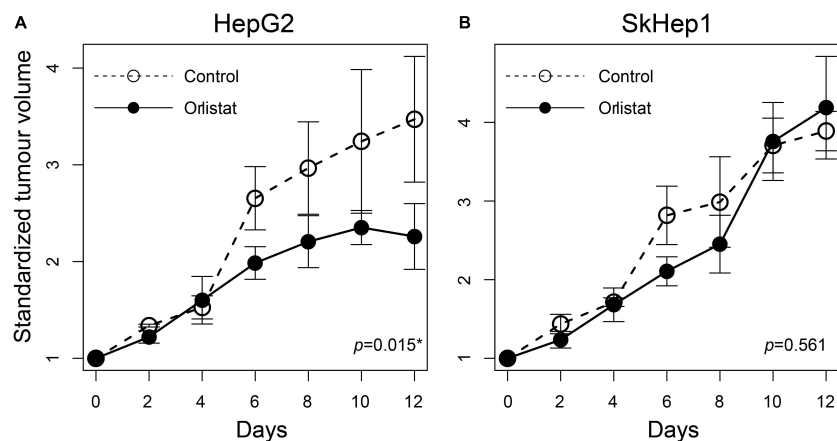 A
HepG2
Standardized tumour volume
4
3
2
1
Control
Orlistat
p=0.015*
0 2 4 6 8 10 12
Days
B
SkHep1
4
3
2
1
Control
Orlistat
p=0.561
0 2 4 6 8 10 12
Days